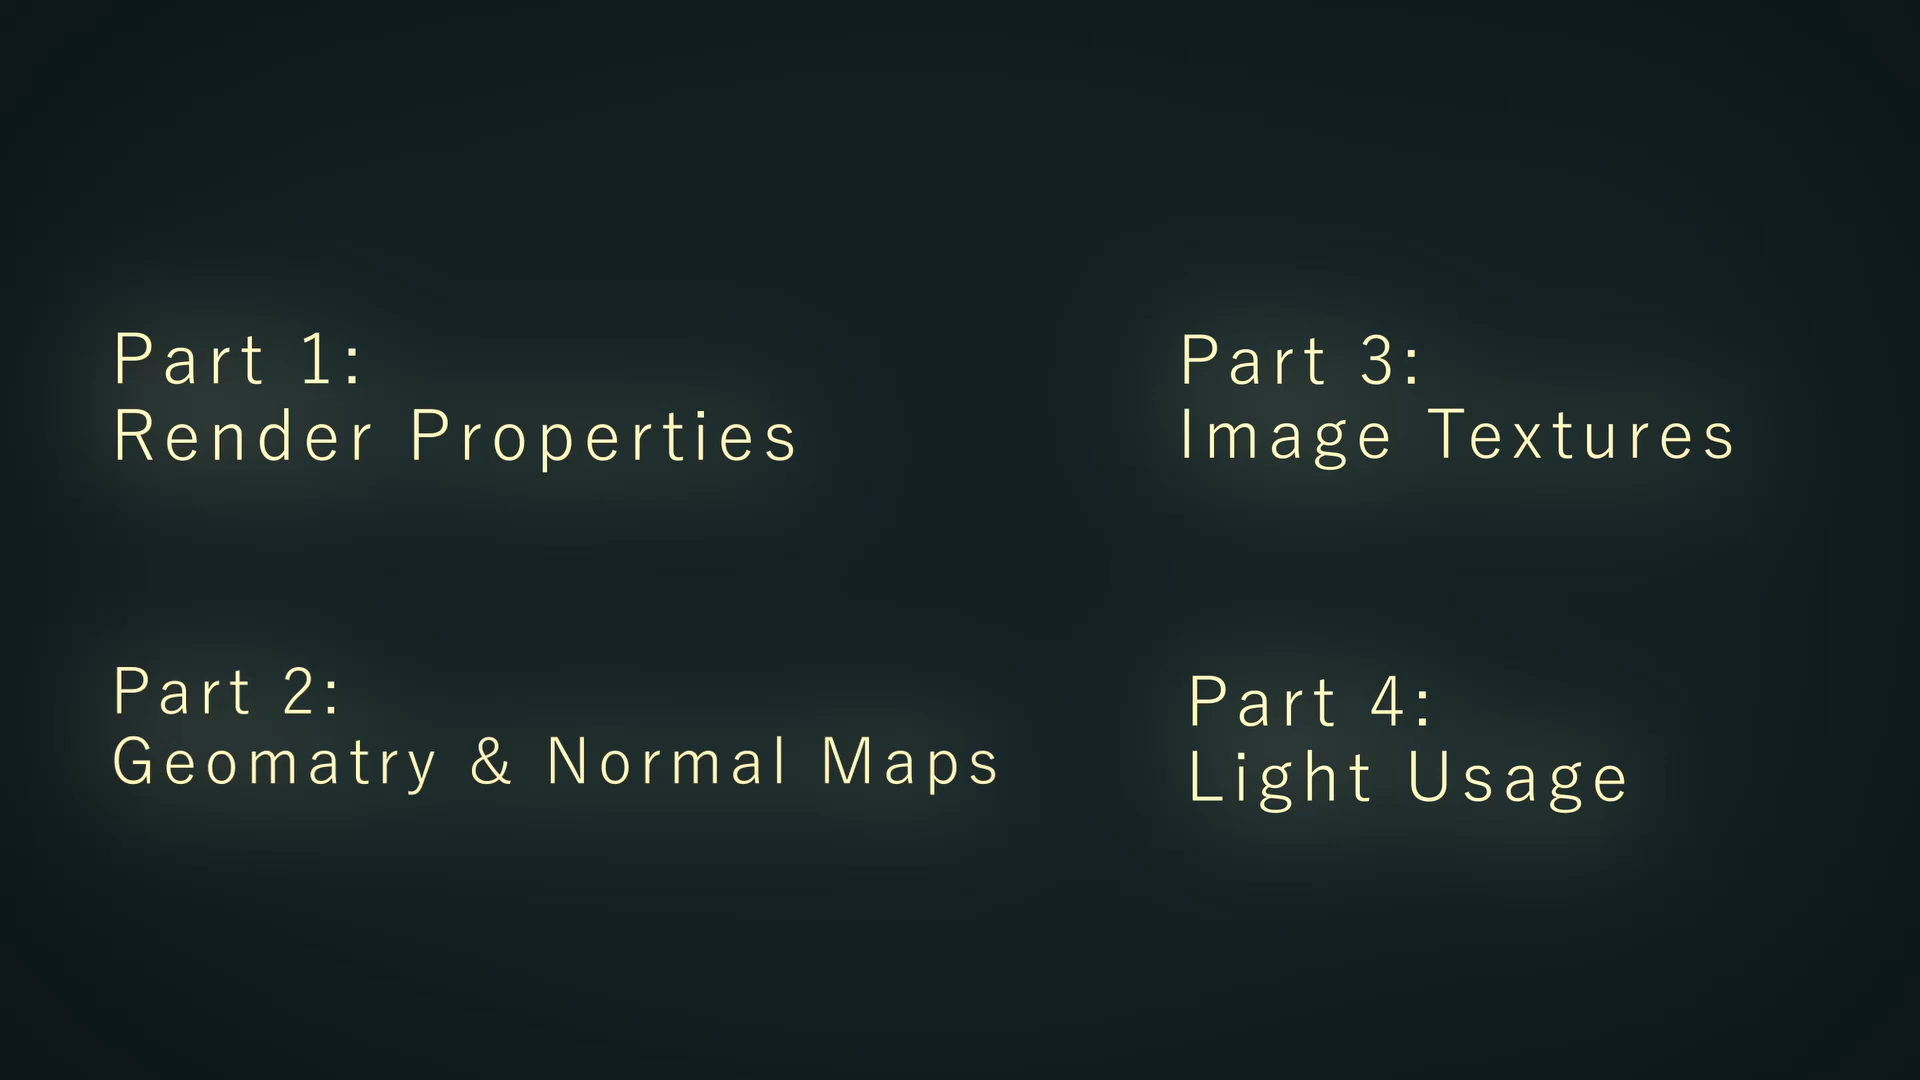 Part 1:
Render Properties
Part 2:
Geomatry & Normal Maps
Part 3:
Image Textures
Part 4:
Light Usage